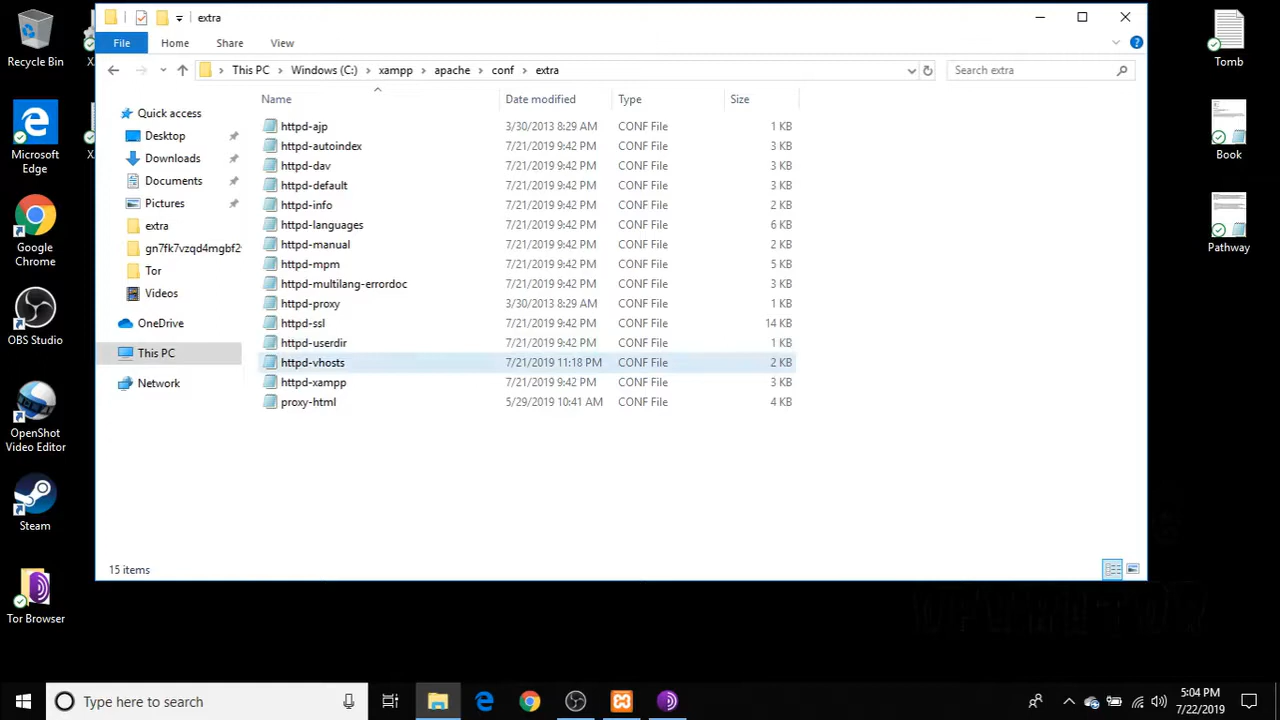 extra
File Home Share View
This PC Windows (C:) xampp apache conf extra
Search extra
Name Date modified Type Size
httpd-ajp 3/30/2013 8:29 AM CONF File 1 KB
httpd-autoindex 7/21/2019 9:42 PM CONF File 3 KB
httpd-dav 7/21/2019 9:42 PM CONF File 3 KB
httpd-default 7/21/2019 9:42 PM CONF File 3 KB
httpd-info 7/21/2019 9:42 PM CONF File 2 KB
httpd-languages 7/21/2019 9:42 PM CONF File 6 KB
httpd-manual 7/21/2019 9:42 PM CONF File 2 KB
httpd-mpm 7/21/2019 9:42 PM CONF File 5 KB
httpd-multilang-errordoc 7/21/2019 9:42 PM CONF File 3 KB
httpd-proxy 3/30/2013 8:29 AM CONF File 1 KB
httpd-ssl 7/21/2019 9:42 PM CONF File 14 KB
httpd-userdir 7/21/2019 9:42 PM CONF File 1 KB
httpd-vhosts 7/21/2019 11:18 PM CONF File 2 KB
httpd-xampp 7/21/2019 9:42 PM CONF File 3 KB
proxy-html 5/29/2019 10:41 AM CONF File 4 KB
Quick access
Desktop
Downloads
Documents
Pictures
extra
gn7fk7vzqd4mgbf2
Tor
Videos
OneDrive
This PC
Network
15 items
Recycle Bin
Microsoft
Edge
Google
Chrome
OBS Studio
OpenShot
Video Editor
Steam
Tor Browser
X
X
Tomb
Book
Pathway
Type here to search
5:04 PM
7/22/2019